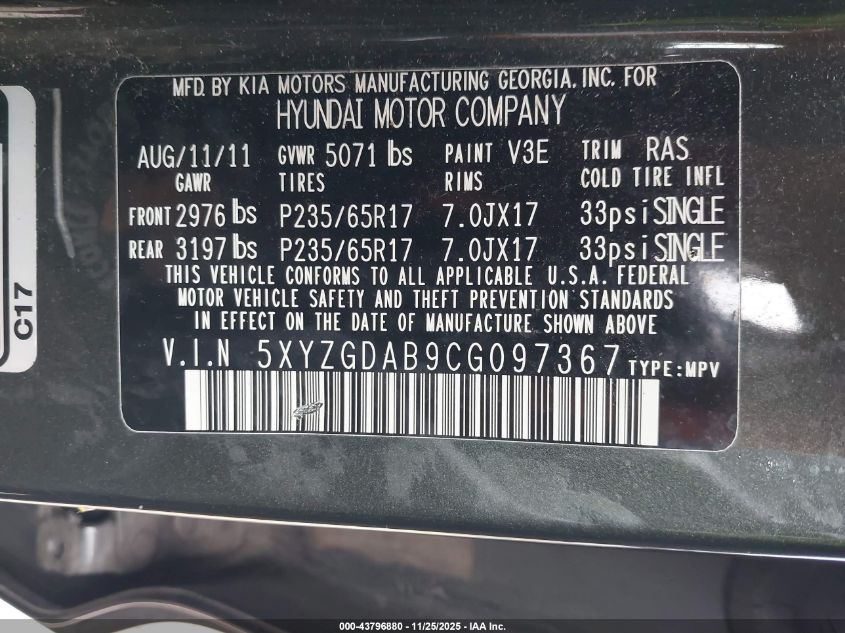 MFD. BY KIA MOTORS MANUFACTURING GEORGIA, INC. FOR
HYUNDAI MOTOR COMPANY
AUG/11/11 GVWR 5071 lbs PAINT V3E TRIM RAS
GAWR TIRES RIMS COLD TIRE INFL
FRONT 2976 lbs P235/65R17 7.0JX17 33psi SINGLE
REAR 3197 lbs P235/65R17 7.0JX17 33psi SINGLE
THIS VEHICLE CONFORMS TO ALL APPLICABLE U.S.A. FEDERAL
MOTOR VEHICLE SAFETY AND THEFT PREVENTION STANDARDS
IN EFFECT ON THE DATE OF MANUFACTURE SHOWN ABOVE
V.I.N 5XYZGDAB9CG097367 TYPE:MPV
C17
000-43796880 - 11/25/2025 - IAA Inc.